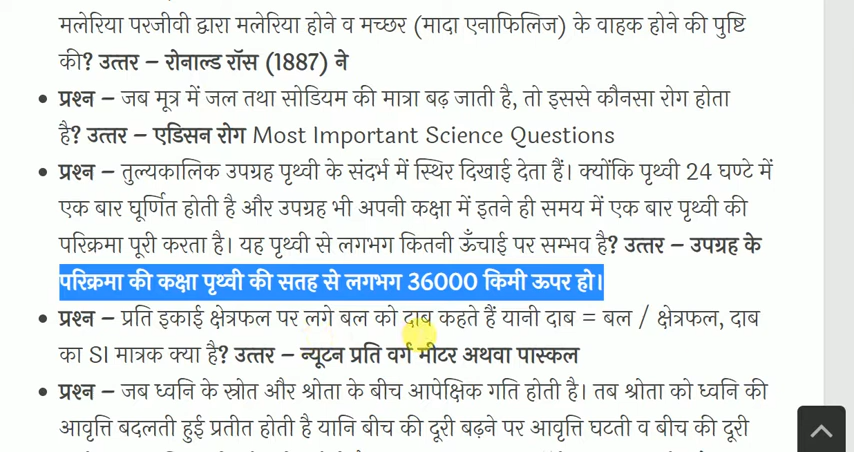 मलेरिया परजीवी द्वारा मलेरिया होने व मच्छर (मादा एनाफिलिज) के वाहक होने की पुष्टि
की? उत्तर – रोनाल्ड रॉस (1887) ने
• प्रश्न – जब मूत्र में जल तथा सोडियम की मात्रा बढ़ जाती है, तो इससे कौनसा रोग होता
है? उत्तर – एडिसन रोग Most Important Science Questions
• प्रश्न – तुल्यकालिक उपग्रह पृथ्वी के संदर्भ में स्थिर दिखाई देता हैं। क्योंकि पृथ्वी 24 घण्टे में
एक बार घूर्णित होती है और उपग्रह भी अपनी कक्षा में इतने ही समय में एक बार पृथ्वी की
परिक्रमा पूरी करता है। यह पृथ्वी से लगभग कितनी ऊँचाई पर सम्भव है? उत्तर – उपग्रह के
परिक्रमा की कक्षा पृथ्वी की सतह से लगभग 36000 किमी ऊपर हो।
• प्रश्न – प्रति इकाई क्षेत्रफल पर लगे बल को दाब कहते हैं यानी दाब = बल / क्षेत्रफल, दाब
का SI मात्रक क्या है? उत्तर – न्यूटन प्रति वर्ग मीटर अथवा पास्कल
• प्रश्न – जब ध्वनि के स्रोत और श्रोता के बीच आपेक्षिक गति होती है। तब श्रोता को ध्वनि की
आवृत्ति बदलती हुई प्रतीत होती है यानि बीच की दूरी बढ़ने पर आवृत्ति घटती व बीच की दूरी